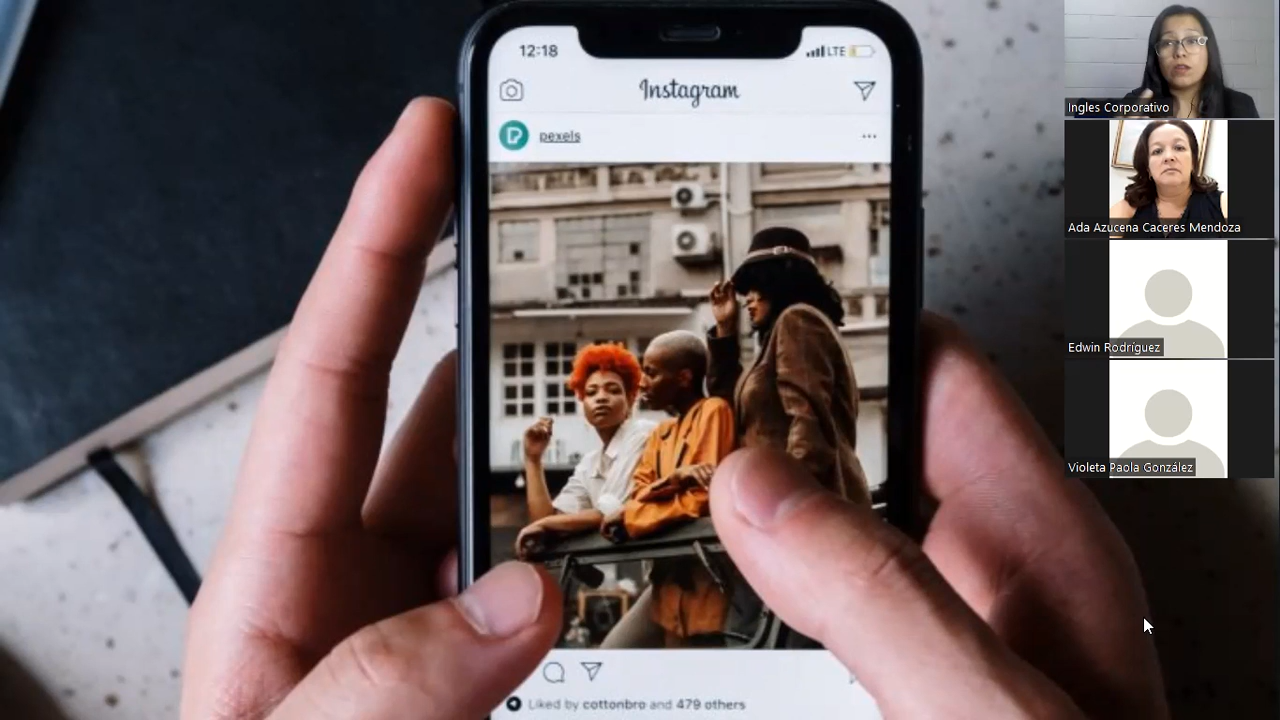 12:18
LTE
Instagram
pexels
Liked by cottonbro and 479 others
Ingles Corporativo
Ada Azucena Caceres Mendoza
Edwin Rodríguez
Violeta Paola González